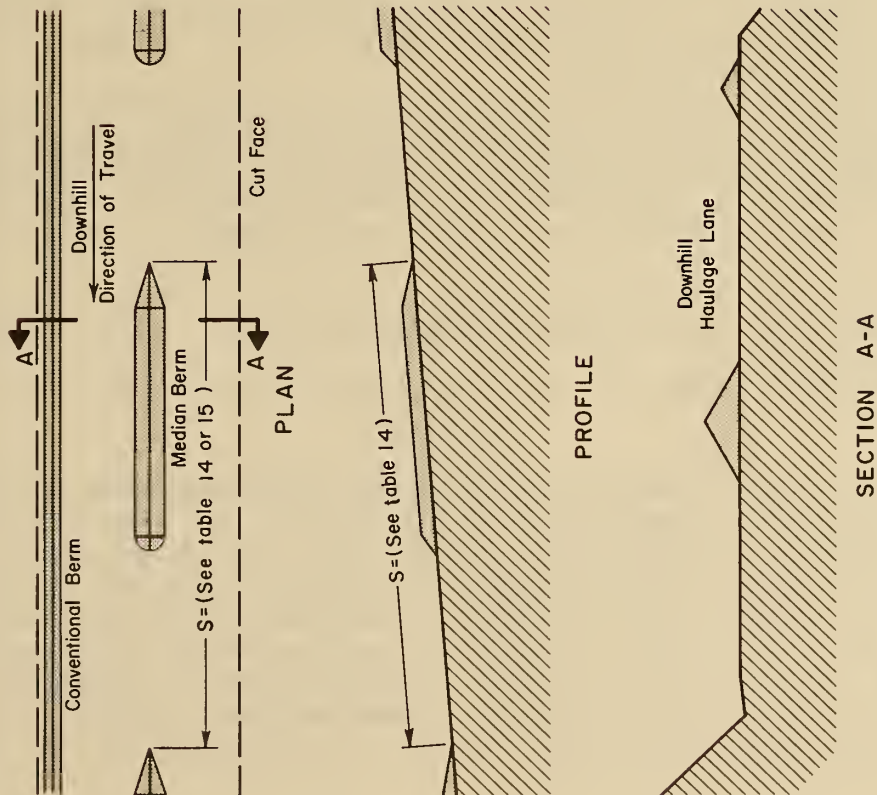 A
Conventional Berm
Downhill
Direction of Travel
Median Berm
S=(See table 14 or 15)
A
Cut Face
PLAN
S=(See table 14)
PROFILE
Downhill
Haulage Lane
SECTION A-A